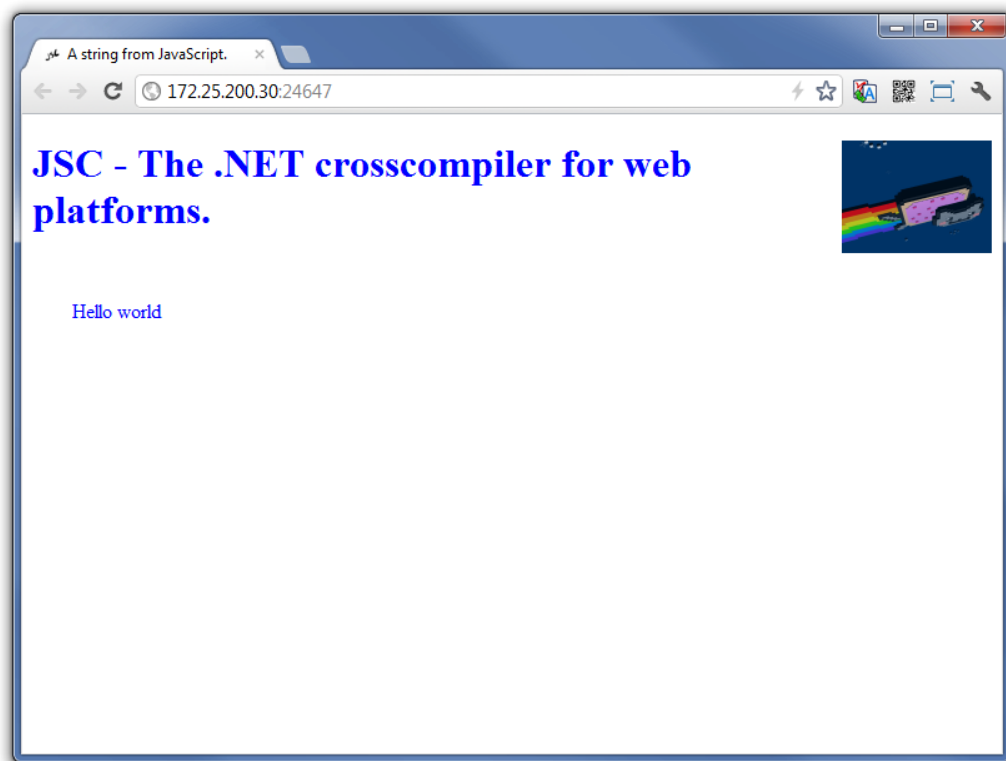 A string from JavaScript.
172.25.200.30:24647
JSC - The .NET crosscompiler for web
platforms.
Hello world